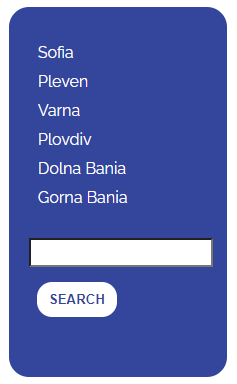 Sofia
Pleven
Varna
Plovdiv
Dolna Bania
Gorna Bania
SEARCH